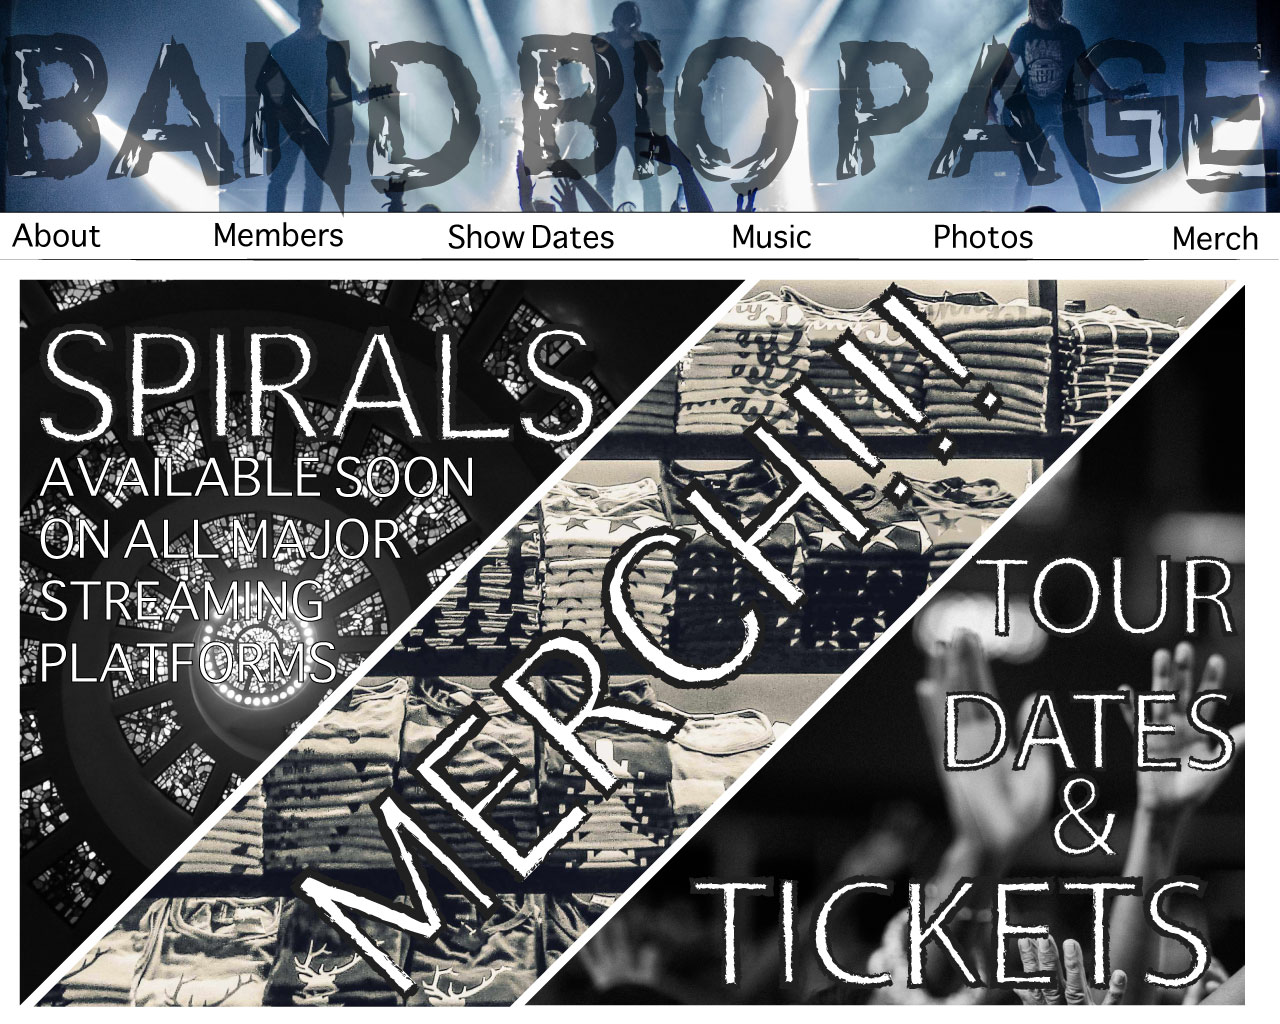 BAND BIO PAGE
About Members Show Dates Music Photos Merch
SPIRALS
AVAILABLE SOON
ON ALL MAJOR
STREAMING
PLATFORMS
MERCH!!!
TOUR
DATES
&
TICKETS